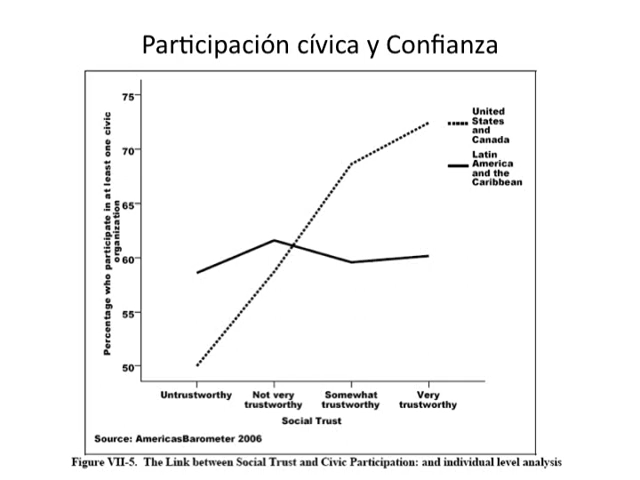 Participación cívica y Confianza
Percentage who participate in at least one civic
organization
75
70
65
60
55
50
United
States
and
Canada
Latin
America
and the
Caribbean
Untrustworthy
Not very
trustworthy
Somewhat
trustworthy
Very
trustworthy
Social Trust
Source: AmericasBarometer 2006
Figure VII-5. The Link between Social Trust and Civic Participation: and individual level analysis